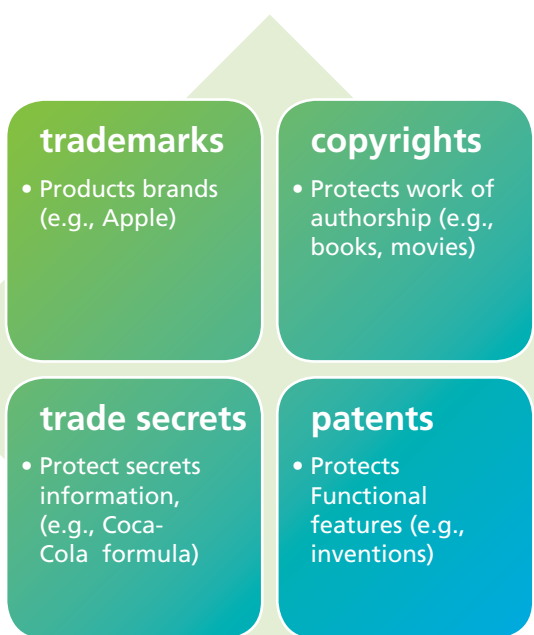 trademarks
• Products brands
(e.g., Apple)
copyrights
• Protects work of
authorship (e.g.,
books, movies)
trade secrets
• Protect secrets
information,
(e.g., Coca-
Cola formula)
patents
• Protects
Functional
features (e.g.,
inventions)